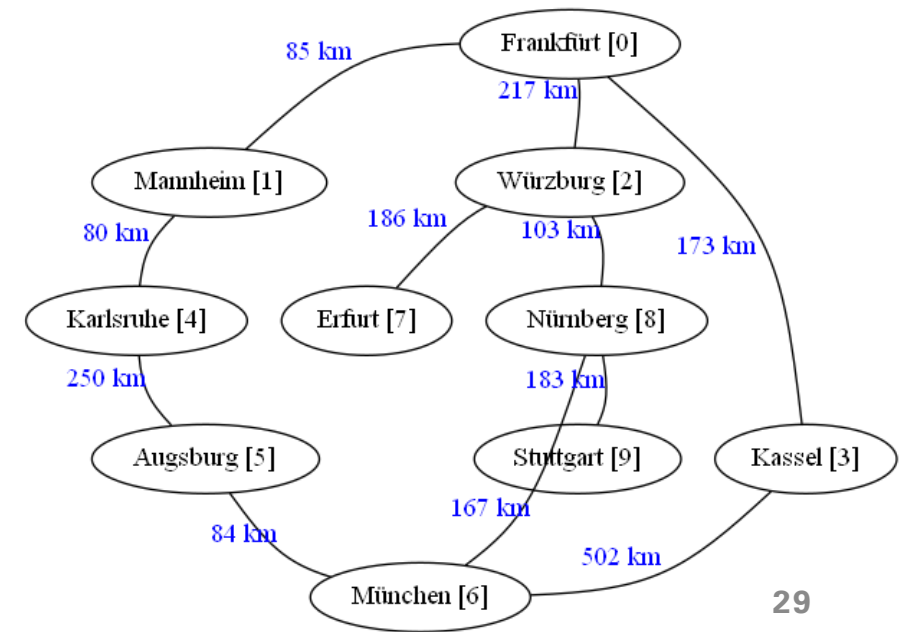 Frankfürt [0]
85 km
217 km
Mannheim [1]
Würzburg [2]
186 km
103 km
80 km
173 km
Karlsruhe [4]
Erfurt [7]
Nürnberg [8]
250 km
183 km
Augsburg [5]
Stuttgart [9]
Kassel [3]
167 km
84 km
502 km
München [6]
29